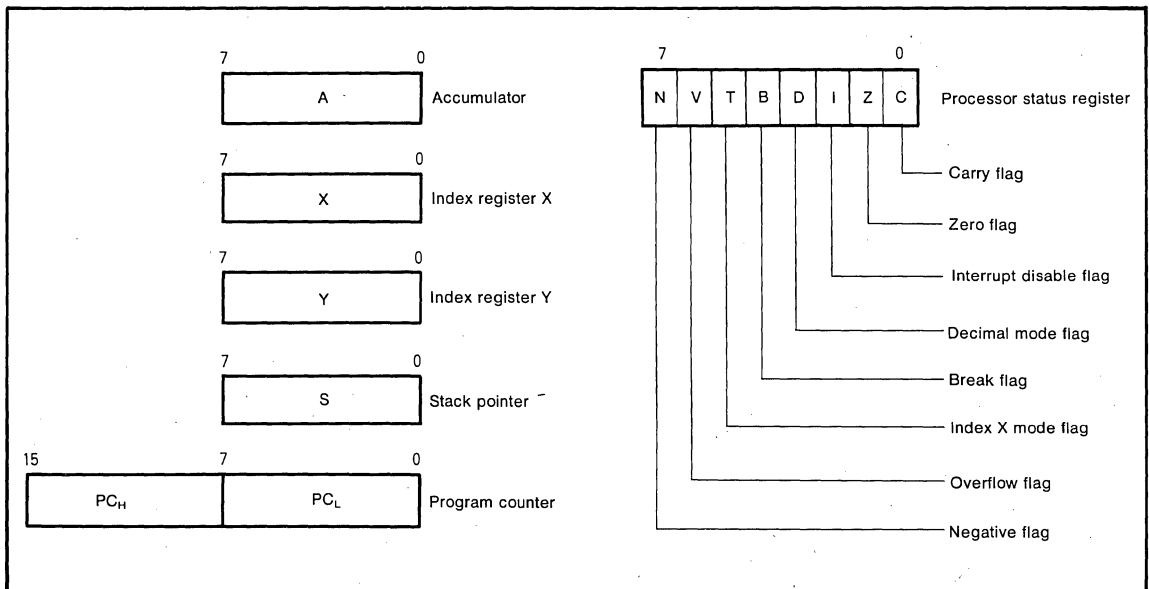 7 0
A Accumulator
7 0
X Index register X
7 0
Y Index register Y
7 0
S Stack pointer
15 7 0
PCH PCL Program counter
7 0
N V T B D I Z C Processor status register
Carry flag
Zero flag
Interrupt disable flag
Decimal mode flag
Break flag
Index X mode flag
Overflow flag
Negative flag